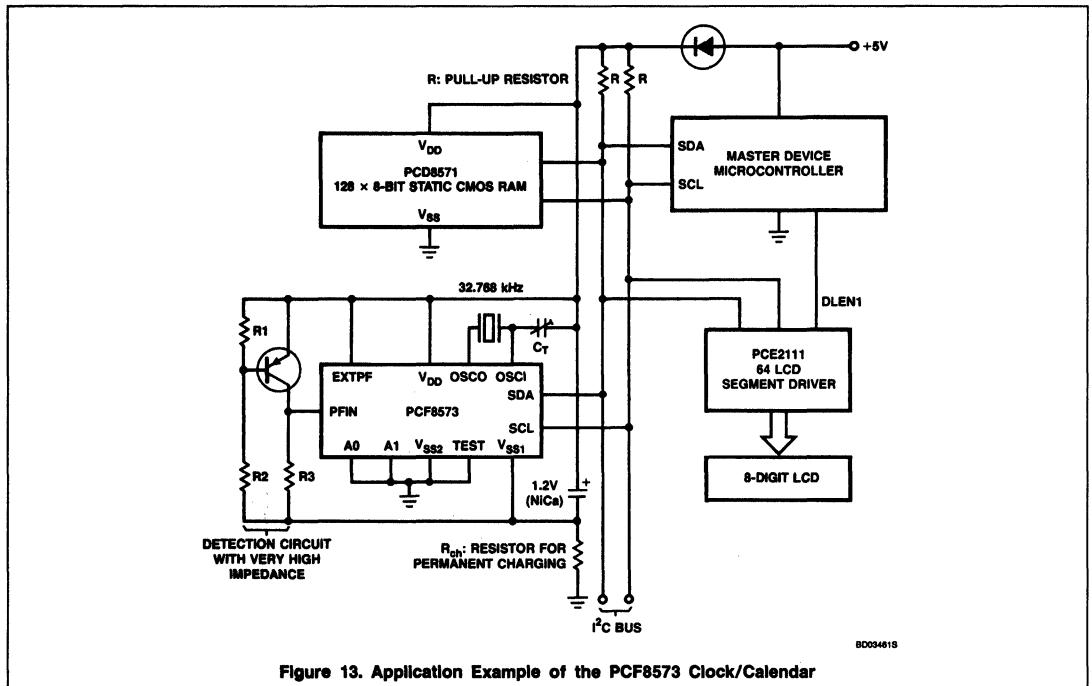 +5V
R: PULL-UP RESISTOR
R
R
VDD
PCD8571
128 × 8-BIT STATIC CMOS RAM
VSS
SDA
SCL
MASTER DEVICE
MICROCONTROLLER
32.768 kHz
DLEN1
R1
CT
EXTPF
VDD
OSCO
OSCI
SDA
PFIN
PCF8573
SCL
A0
A1
VSS2
TEST
VSS1
PCE2111
64 LCD
SEGMENT DRIVER
R2
R3
1.2V
(NiCa)
+
8-DIGIT LCD
DETECTION CIRCUIT
WITH VERY HIGH
IMPEDANCE
Rch: RESISTOR FOR
PERMANENT CHARGING
I²C BUS
BD03461S
Figure 13. Application Example of the PCF8573 Clock/Calendar